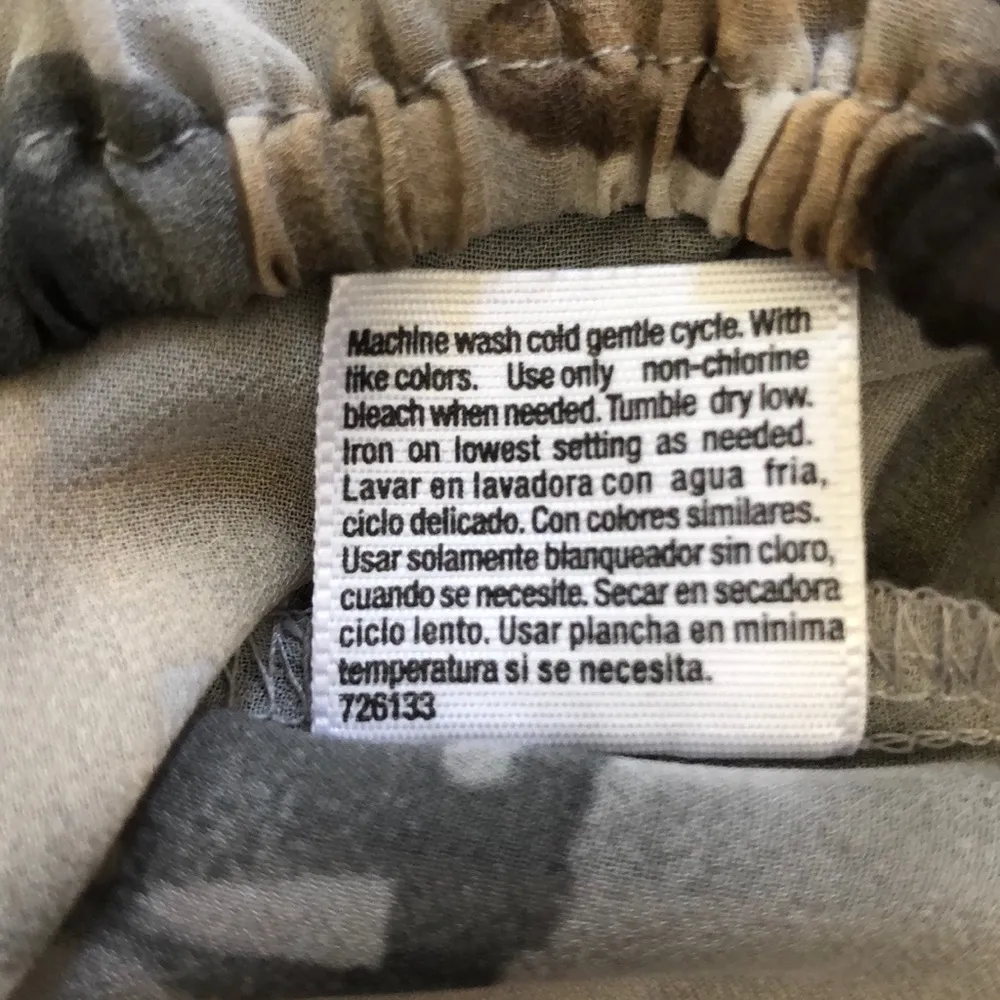 Machine wash cold gentle cycle. With
like colors. Use only non-chlorine
bleach when needed. Tumble dry low.
Iron on lowest setting as needed.
Lavar en lavadora con agua fria,
ciclo delicado. Con colores similares.
Usar solamente blanqueador sin cloro,
cuando se necesite. Secar en secadora
ciclo lento. Usar plancha en minima
temperatura si se necesita.
726133